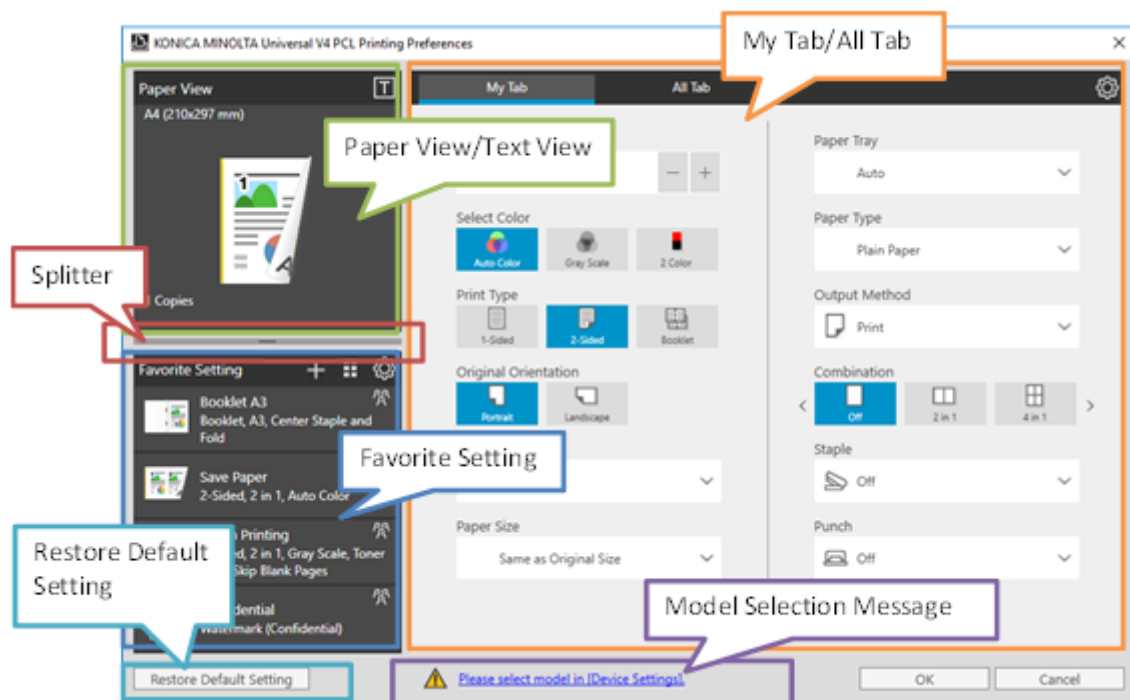 KONICA MINOLTA Universal V4 PCL Printing Preferences
My Tab/All Tab
Paper View
T
My Tab
All Tab
A4 (210x297 mm)
1
A
Copies
Paper View/Text View
Splitter
Favorite Setting
Booklet A3
Booklet, A3, Center Staple and
Fold
Save Paper
2-Sided, 2 in 1, Auto Color
Printing
2 in 1, Gray Scale, Toner
Skip Blank Pages
Watermark (Confidential)
Favorite Setting
Restore Default
Setting
Select Color
Auto Color
Gray Scale
2 Color
Print Type
1-Sided
2-Sided
Booklet
Original Orientation
Portrait
Landscape
Paper Size
Same as Original Size
Paper Tray
Auto
Paper Type
Plain Paper
Output Method
Print
Combination
Off
2 in 1
4 in 1
Staple
Off
Punch
Off
Model Selection Message
Restore Default Setting
Please select model in [Device Settings].
OK
Cancel